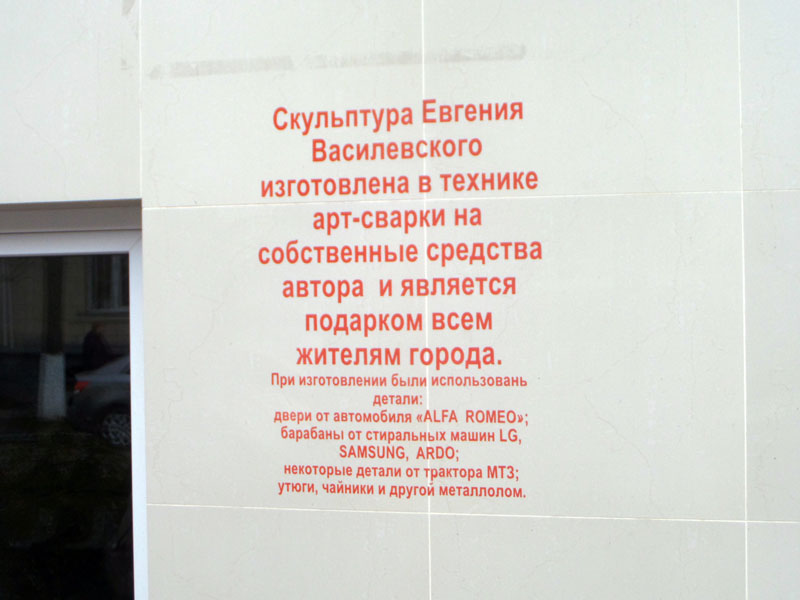 Скульптура Евгения
Василевского
изготовлена в технике
арт-сварки на
собственные средства
автора и является
подарком всем
жителям города.
При изготовлении были использовань
детали:
двери от автомобиля «ALFA ROMEO»;
барабаны от стиральных машин LG,
SAMSUNG, ARDO;
некоторые детали от трактора МТЗ;
утюги, чайники и другой металлолом.